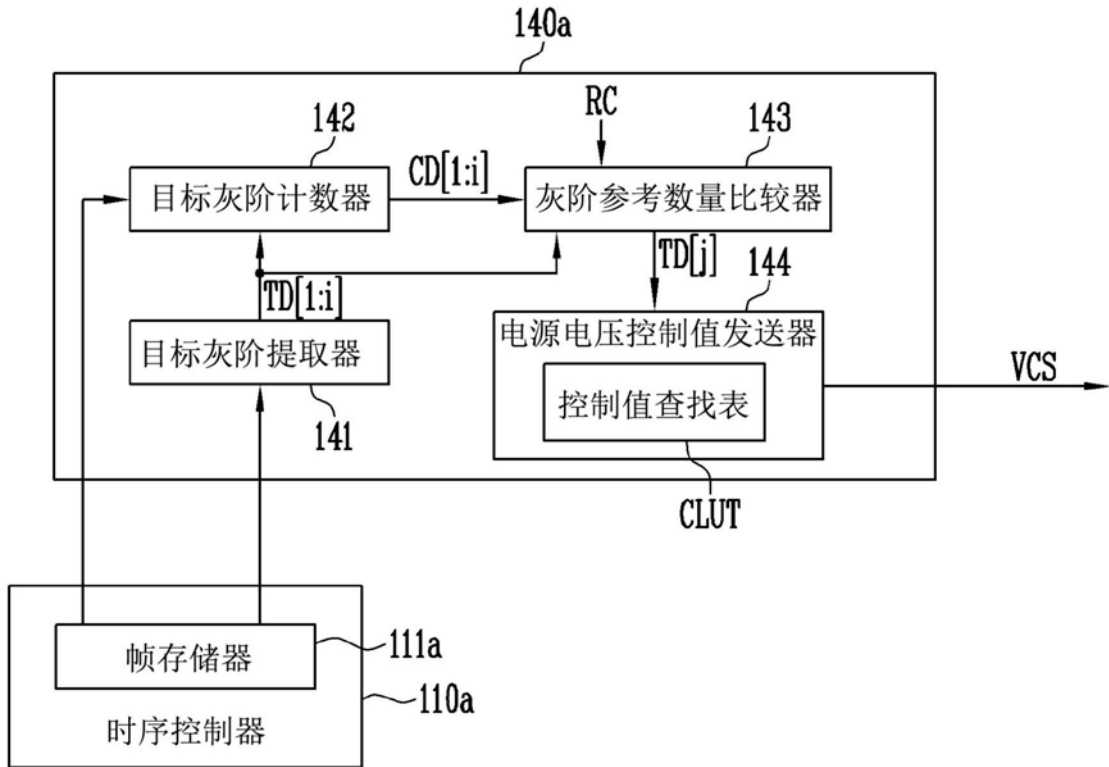 140a
RC
142
143
CD[1:i]
目标灰阶计数器
灰阶参考数量比较器
TD[j]
144
TD[1:i]
电源电压控制值发送器
目标灰阶提取器
VCS
控制值查找表
141
CLUT
帧存储器
111a
110a
时序控制器